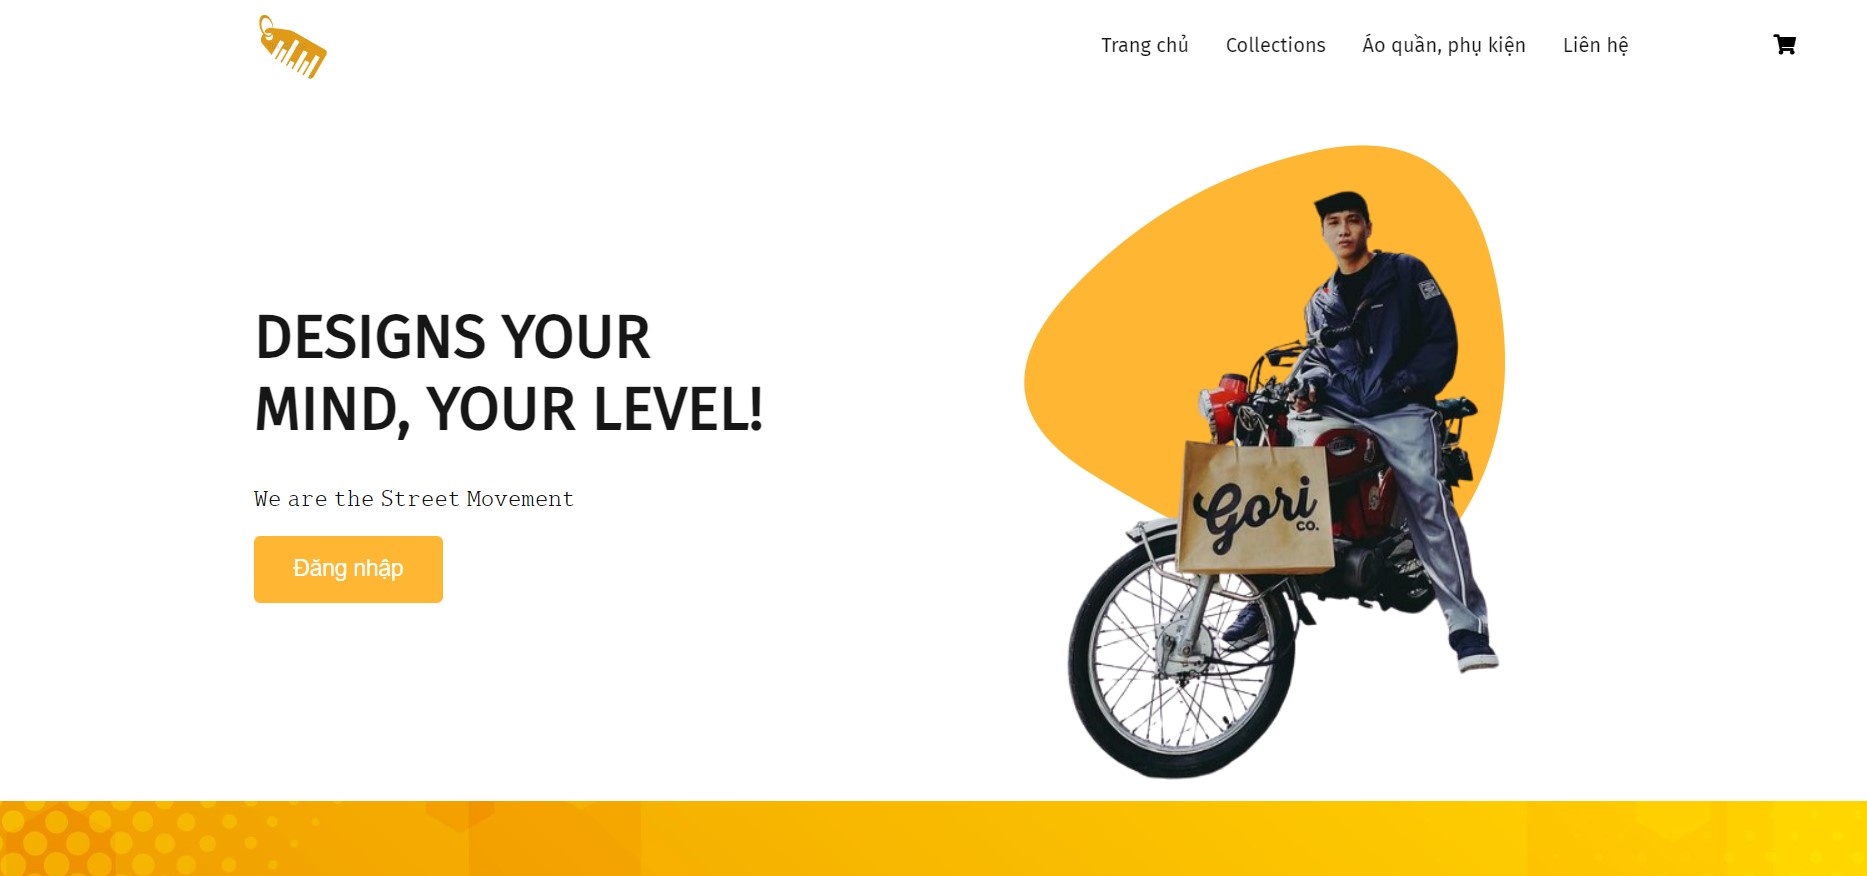 Trang chủ Collections Áo quần, phụ kiện Liên hệ
DESIGNS YOUR
MIND, YOUR LEVEL!
We are the Street Movement
Đăng nhập
Gori
CO.